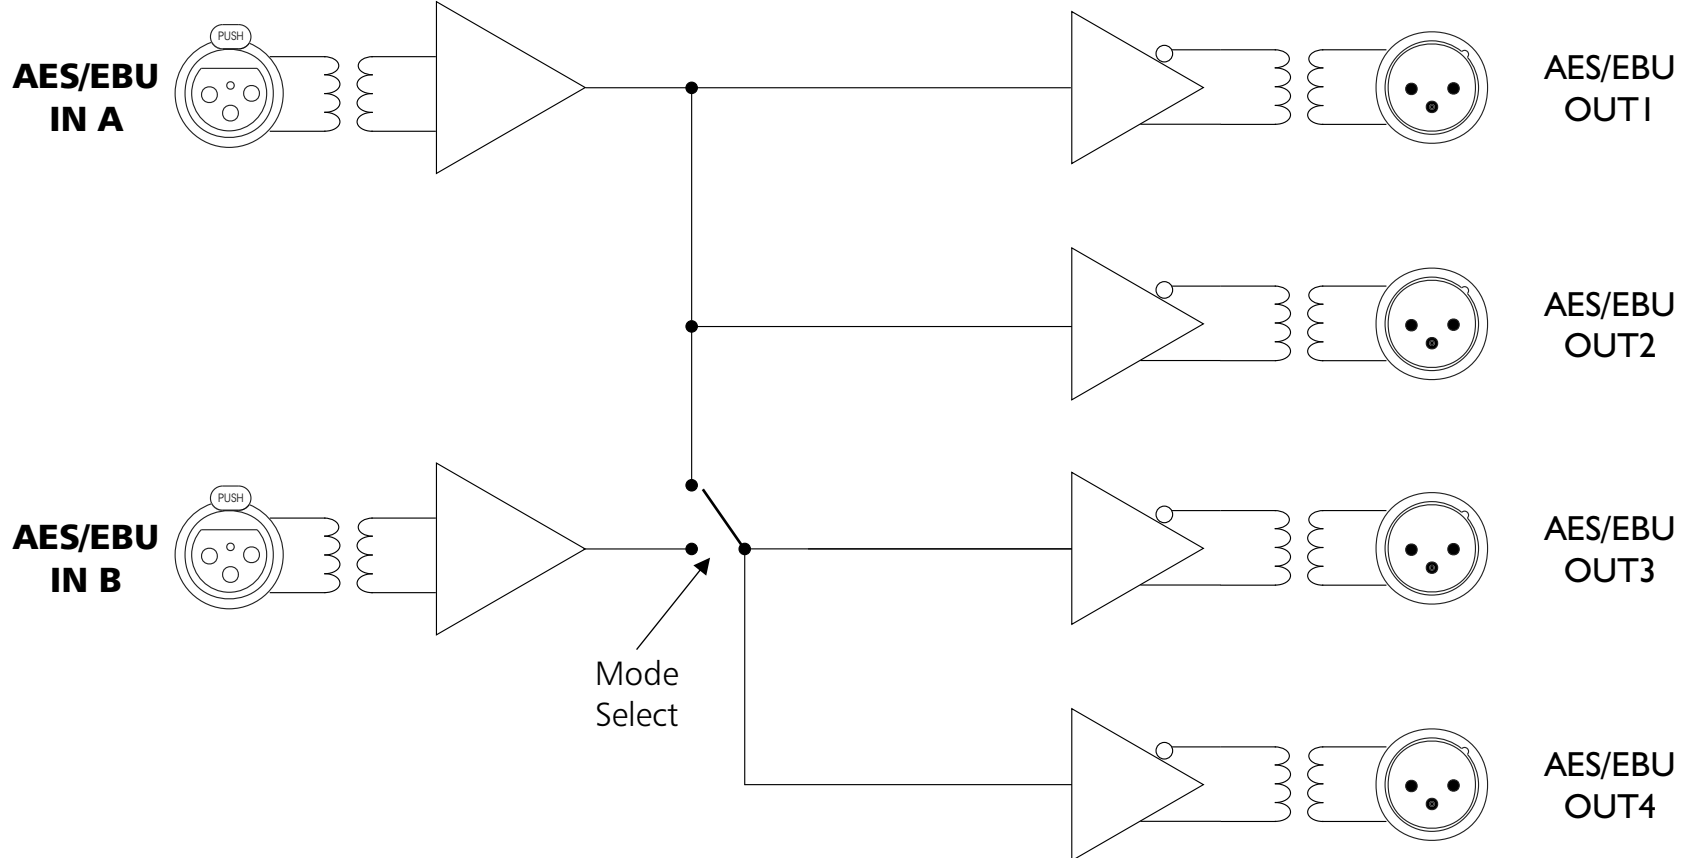 PUSH
AES/EBU
IN A
AES/EBU
OUT1
AES/EBU
OUT2
PUSH
AES/EBU
IN B
AES/EBU
OUT3
Mode
Select
AES/EBU
OUT4